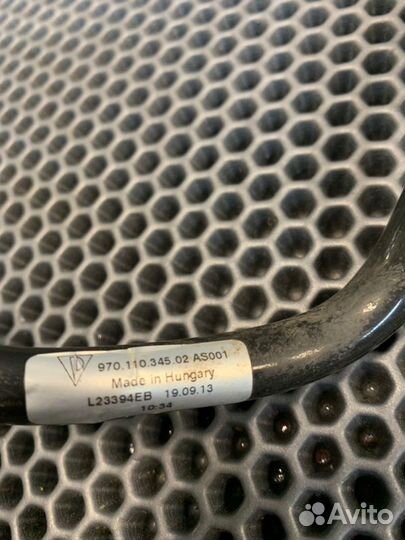 970.110.345.02 AS001
Made in Hungary
L23394EB 19.09.13
10:34
Avito